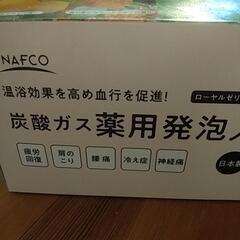 NAFCO
温浴効果を高め血行を促進!
ローヤルゼリ
炭酸ガス 薬用発泡
疲労回復 肩のこり 腰痛 冷え症 神経痛
日本製